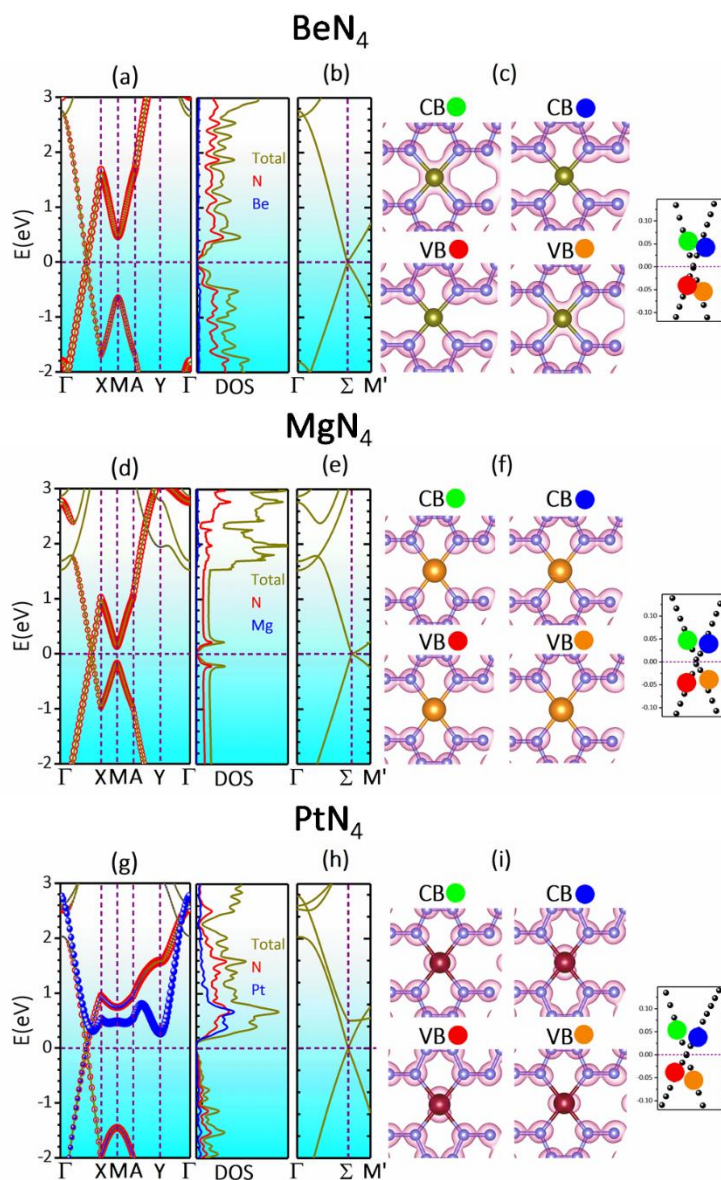 BeN4
(a) (b) (c)
CB CB
VB VB
E(eV)
3
2
1
0
-1
-2
Total
N
Be
Γ X M A Y Γ DOS Γ Σ M'
0.10
0.05
0.00
-0.05
-0.10
MgN4
(d) (e) (f)
CB CB
VB VB
E(eV)
3
2
1
0
-1
-2
Total
N
Mg
Γ X M A Y Γ DOS Γ Σ M'
0.10
0.05
0.00
-0.05
-0.10
PtN4
(g) (h) (i)
CB CB
VB VB
E(eV)
3
2
1
0
-1
-2
Total
N
Pt
Γ X M A Y Γ DOS Γ Σ M'
0.10
0.05
0.00
-0.05
-0.10